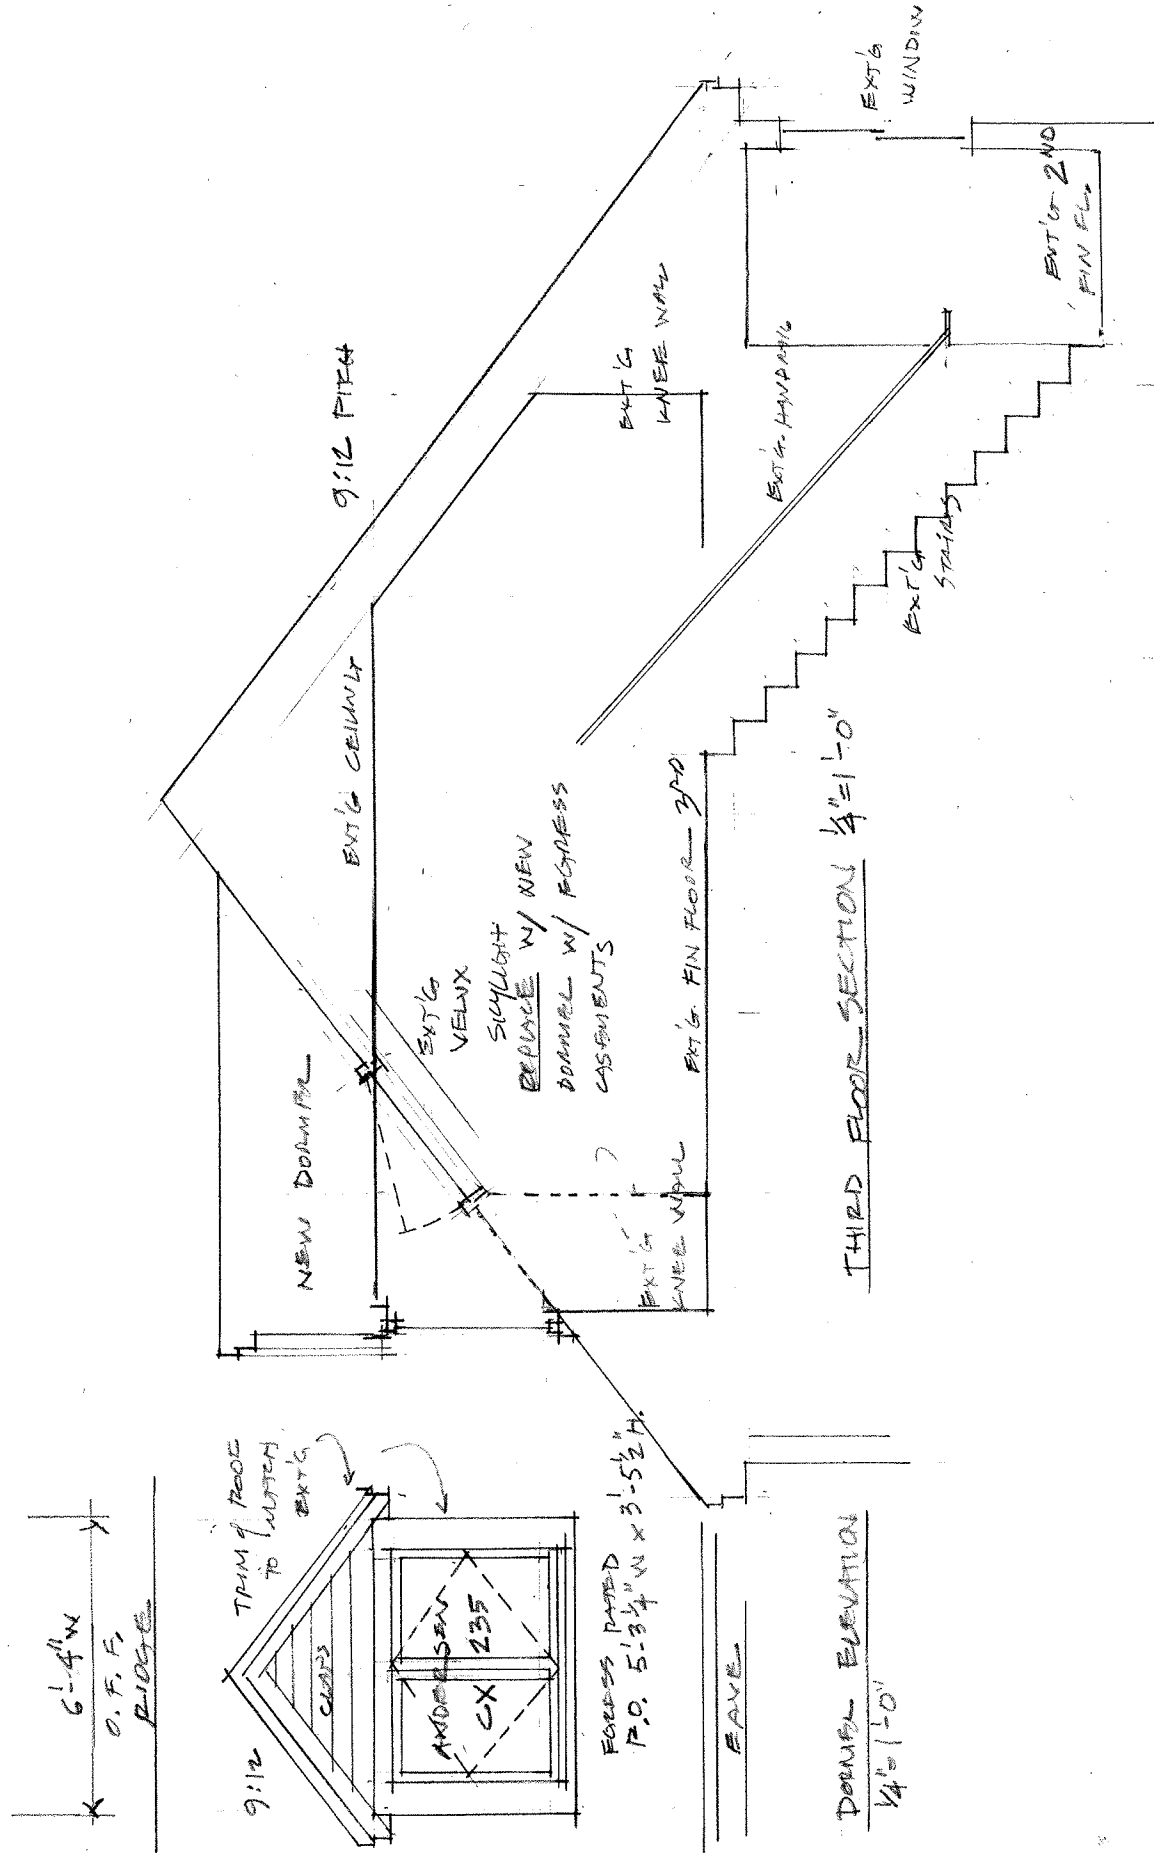 6'-4" W
O.F.F.
RIDGE
TRIM & ROOF
TO MATCH
EXT'G
9:12
CLAPS
ANDERSEN
CX 235
EGRESS RATED
R.O. 5'-3 1/4" W x 3'-5 1/2" H.
EAVE
DORMER ELEVATION
1/4"=1'-0"
NEW DORMER
EXT'G CEILING
9:12 PITCH
EXT'G
VELUX
SKYLIGHT
REPLACE W/ NEW
DORMER W/ EGRESS
CASEMENTS
EXT'G
KNEE WALL
EXT'G FIN FLOOR 3RD
EXT'G
KNEE WALL
EXT'G. HANDRAIL
EXT'G
STAIRS
EXT'G
WINDOW
EXT'G 2ND
FIN FL.
THIRD FLOOR SECTION 1/4"=1'-0"